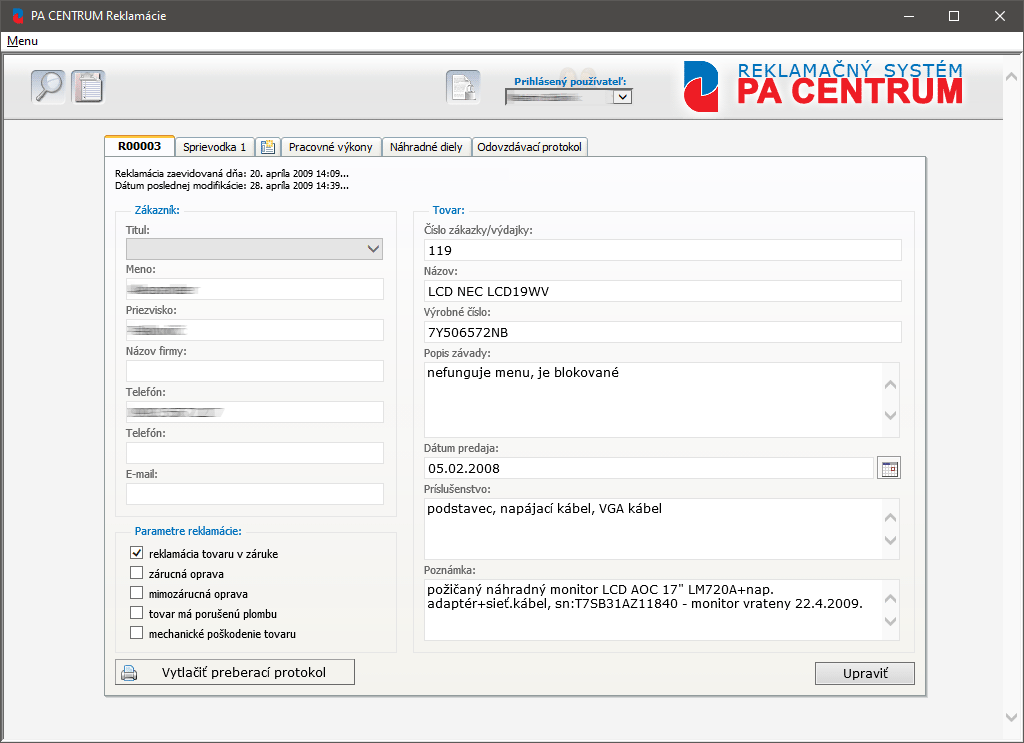 PA CENTRUM Reklamácie
Menu
Prihlásený používateľ:
REKLAMAČNÝ SYSTÉM
PA CENTRUM
R00003
Sprievodka 1
Pracovné výkony
Náhradné diely
Odovzdávací protokol
Reklamácia zaevidovaná dňa: 20. apríla 2009 14:09...
Dátum poslednej modifikácie: 28. apríla 2009 14:39...
Zákazník:
Titul:
Meno:
Priezvisko:
Názov firmy:
Telefón:
Telefón:
E-mail:
Parametre reklamácie:
reklamácia tovaru v záruke
zárucná oprava
mimozárucná oprava
tovar má porušenú plombu
mechanické poškodenie tovaru
Vytlačiť preberací protokol
Tovar:
Číslo zákazky/výdajky:
119
Názov:
LCD NEC LCD19WV
Výrobné číslo:
7Y506572NB
Popis závady:
nefunguje menu, je blokované
Dátum predaja:
05.02.2008
Príslušenstvo:
podstavec, napájací kábel, VGA kábel
Poznámka:
požičaný náhradný monitor LCD AOC 17" LM720A+nap.
adaptér+sieť.kábel, sn:T7SB31AZ11840 - monitor vrateny 22.4.2009.
Upraviť